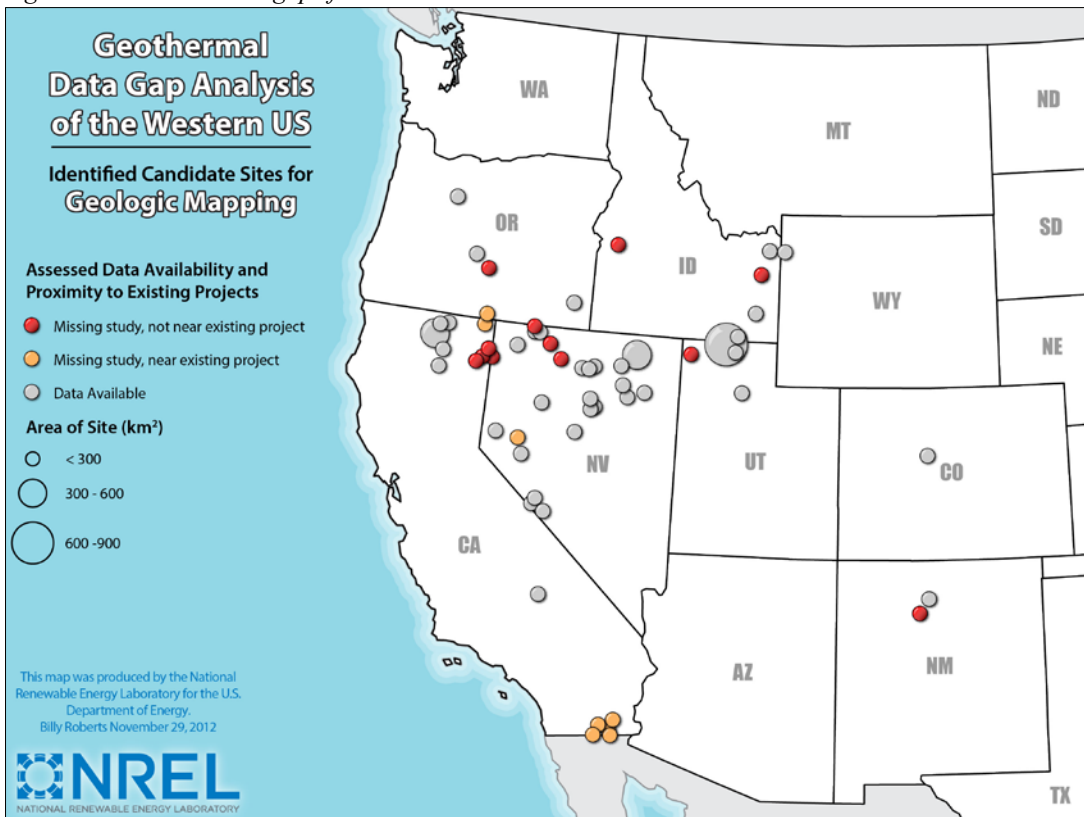 Geothermal
Data Gap Analysis
of the Western US
Identified Candidate Sites for
Geologic Mapping
Assessed Data Availability and
Proximity to Existing Projects
Missing study, not near existing project
Missing study, near existing project
Data Available
Area of Site (km²)
< 300
300 - 600
600 -900
This map was produced by the National
Renewable Energy Laboratory for the U.S.
Department of Energy.
Billy Roberts November 29, 2012
NREL
NATIONAL RENEWABLE ENERGY LABORATORY
WA
MT
ND
OR
ID
SD
WY
NE
NV
UT
CO
CA
AZ
NM
TX